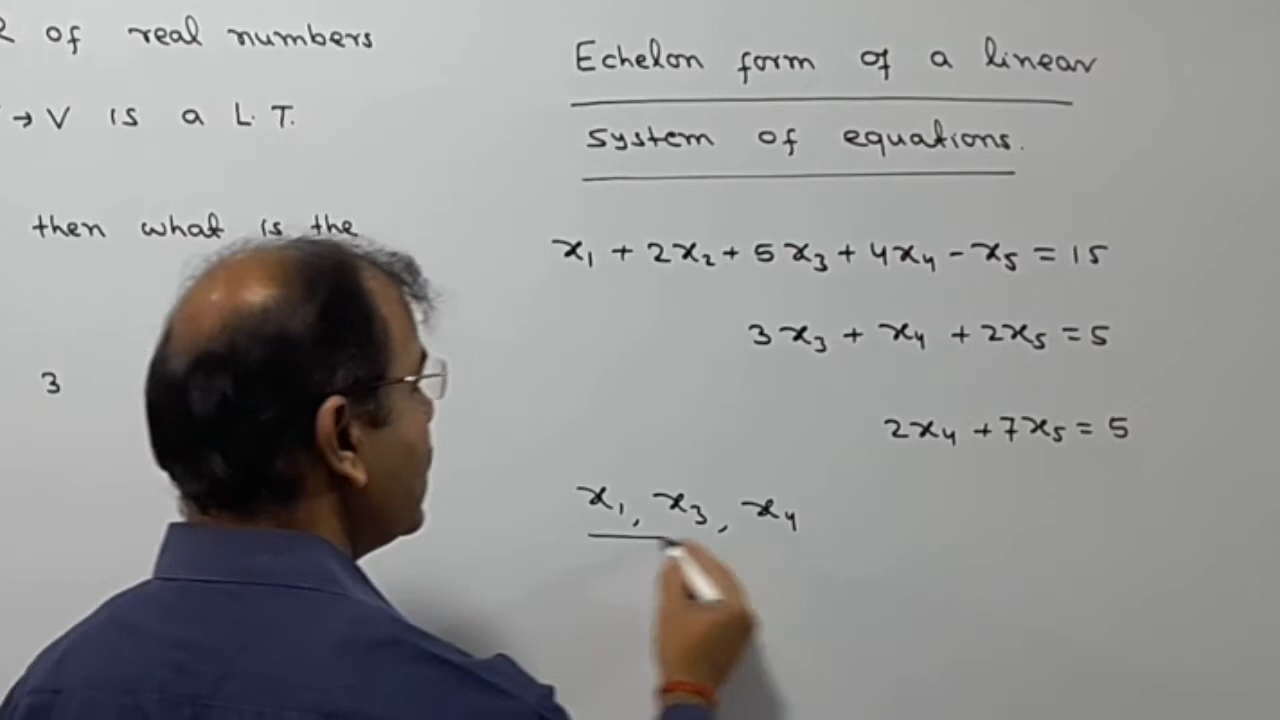 of real numbers
→ V is a L.T.
then what is the
3
Echelon form of a linear
system of equations.
x₁ + 2x₂ + 5x₃ + 4x₄ - x₅ = 15
3x₃ + x₄ + 2x₅ = 5
2x₄ + 7x₅ = 5
x₁, x₃, x₄